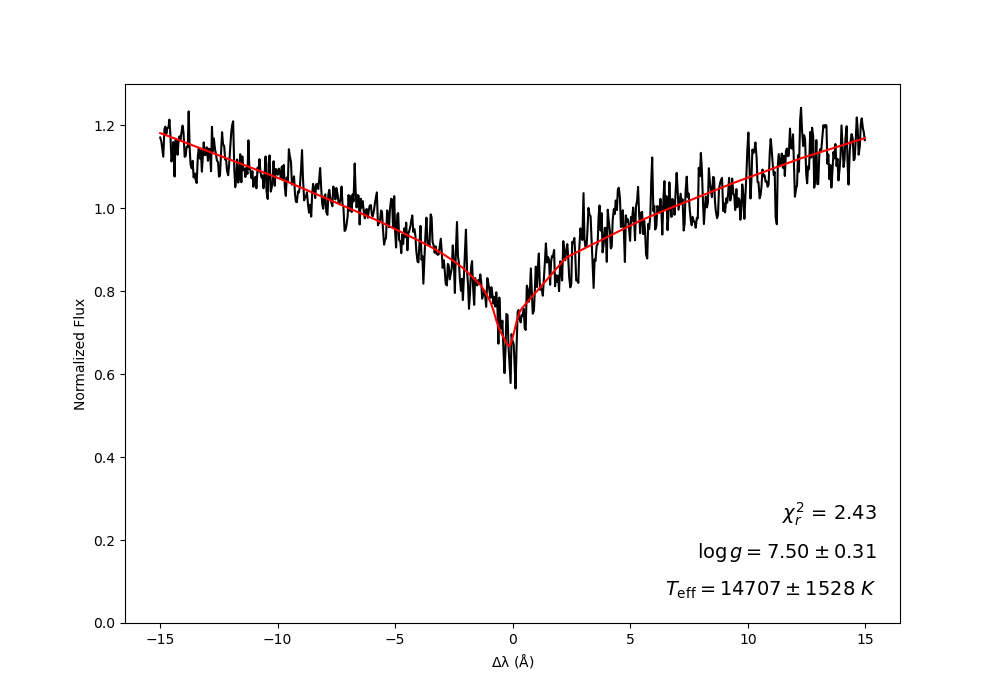 1.2
1.0
0.8
0.6
0.4
0.2
0.0
Normalized Flux
χ²ᵣ = 2.43
log g = 7.50 ± 0.31
T_eff = 14707 ± 1528 K
−15 −10 −5 0 5 10 15
Δλ (Å)